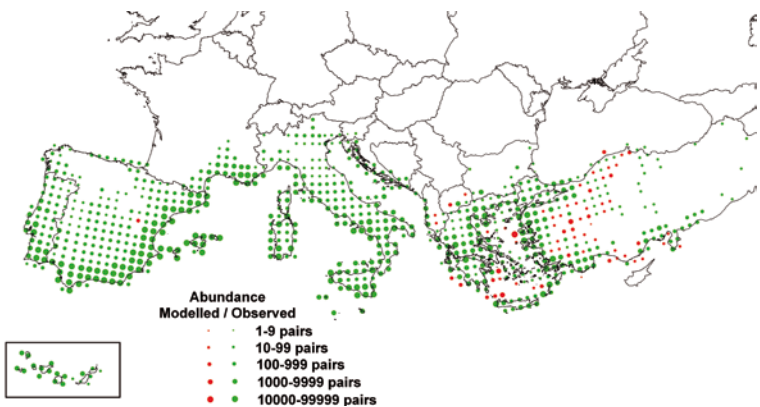 Abundance
Modelled / Observed
1-9 pairs
10-99 pairs
100-999 pairs
1000-9999 pairs
10000-99999 pairs